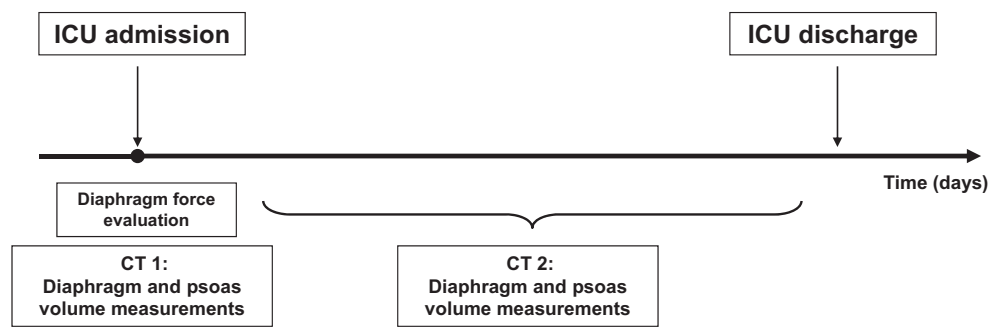 ICU admission
ICU discharge
Time (days)
Diaphragm force
evaluation
CT 1:
Diaphragm and psoas
volume measurements
CT 2:
Diaphragm and psoas
volume measurements